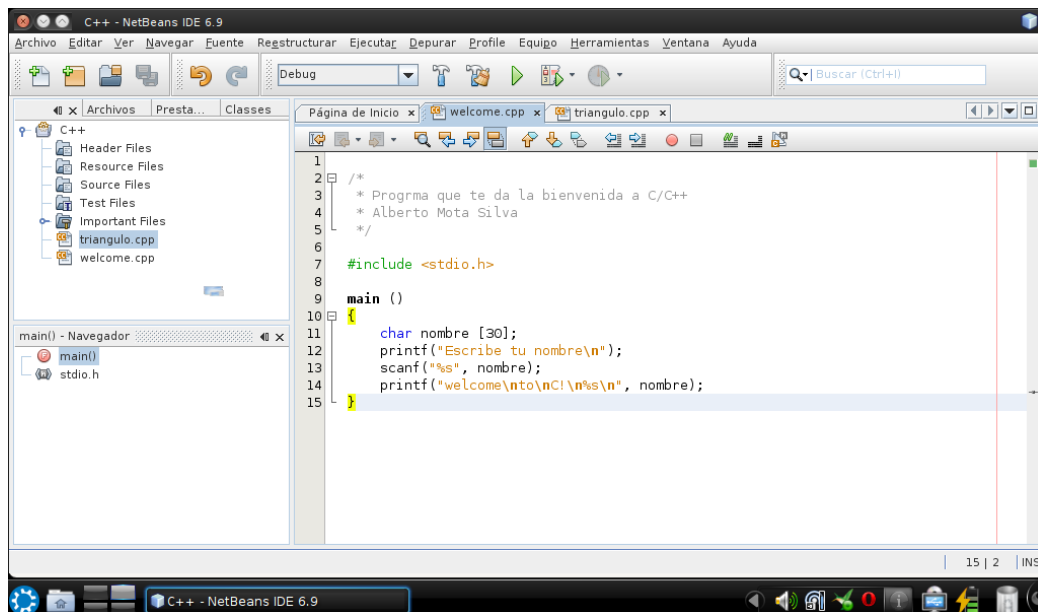 C++ - NetBeans IDE 6.9
Archivo Editar Ver Navegar Fuente Reestructurar Ejecutar Depurar Profile Equipo Herramientas Ventana Ayuda
Debug
Buscar (Ctrl+I)
Archivos Presta... Classes
Página de Inicio welcome.cpp triangulo.cpp
C++
Header Files
Resource Files
Source Files
Test Files
Important Files
triangulo.cpp
welcome.cpp
main() - Navegador
main()
stdio.h
1
2 /*
3 * Progrma que te da la bienvenida a C/C++
4 * Alberto Mota Silva
5 */
6
7 #include <stdio.h>
8
9 main ()
10 {
11 char nombre [30];
12 printf("Escribe tu nombre\n");
13 scanf("%s", nombre);
14 printf("welcome\nto\nC!\n%s\n", nombre);
15 }
15 | 2 INS
C++ - NetBeans IDE 6.9